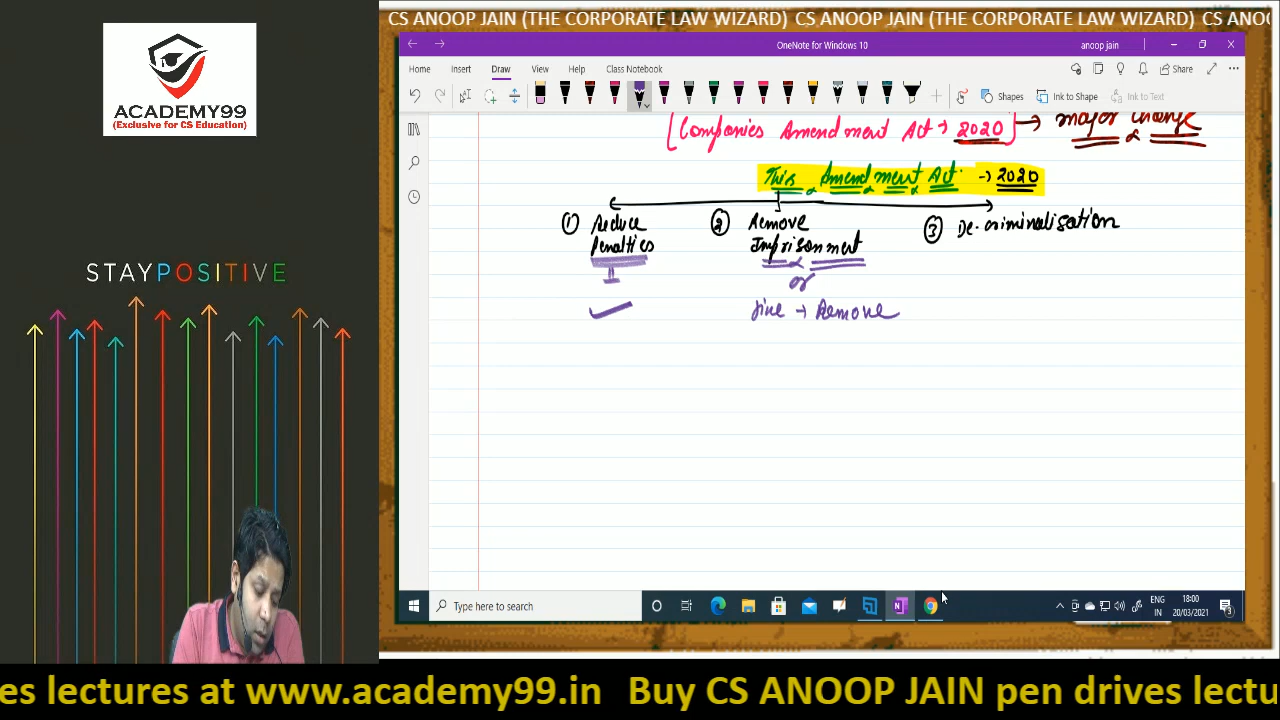 CS ANOOP JAIN (THE CORPORATE LAW WIZARD) CS ANOOP JAIN (THE CORPORATE LAW WIZARD) CS ANOO
ACADEMY99
(Exclusive for CS Education)
STAYPOSITIVE
OneNote for Windows 10
anoop jain
Home Insert Draw View Help Class Notebook
Share
Shapes Ink to Shape Ink to Text
[Companies Amendment Act → 2020] → major change
This Amendment Act. → 2020
① Reduce Penalties
② Remove Imprisonment
or
fine → Remove
③ De-criminalisation
Type here to search
ENG
IN
18:00
20/03/2021
3
es lectures at www.academy99.in Buy CS ANOOP JAIN pen drives lectu